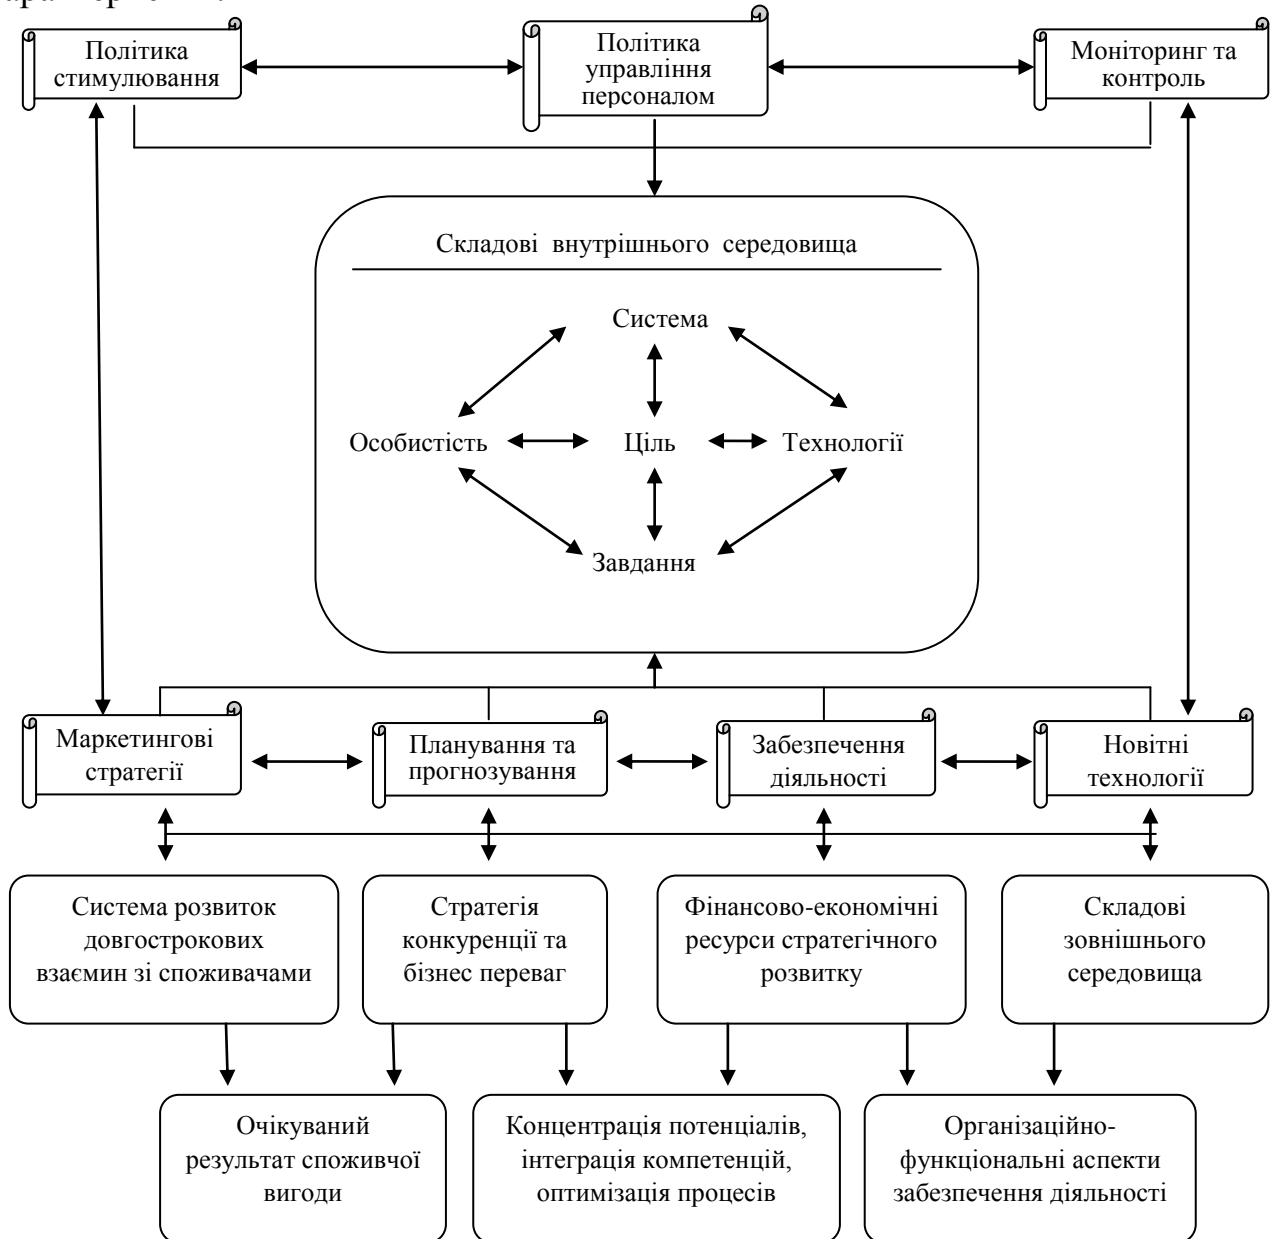 Політика
стимулювання
Політика
управління
персоналом
Моніторинг та
контроль
Складові внутрішнього середовища
Система
Особистість
Ціль
Технології
Завдання
Маркетингові
стратегії
Планування та
прогнозування
Забезпечення
діяльності
Новітні
технології
Система розвиток
довгострокових
взаємин зі споживачами
Стратегія
конкуренції та
бізнес переваг
Фінансово-економічні
ресурси стратегічного
розвитку
Складові
зовнішнього
середовища
Очікуваний
результат споживчої
вигоди
Концентрація потенціалів,
інтеграція компетенцій,
оптимізація процесів
Організаційно-
функціональні аспекти
забезпечення діяльності